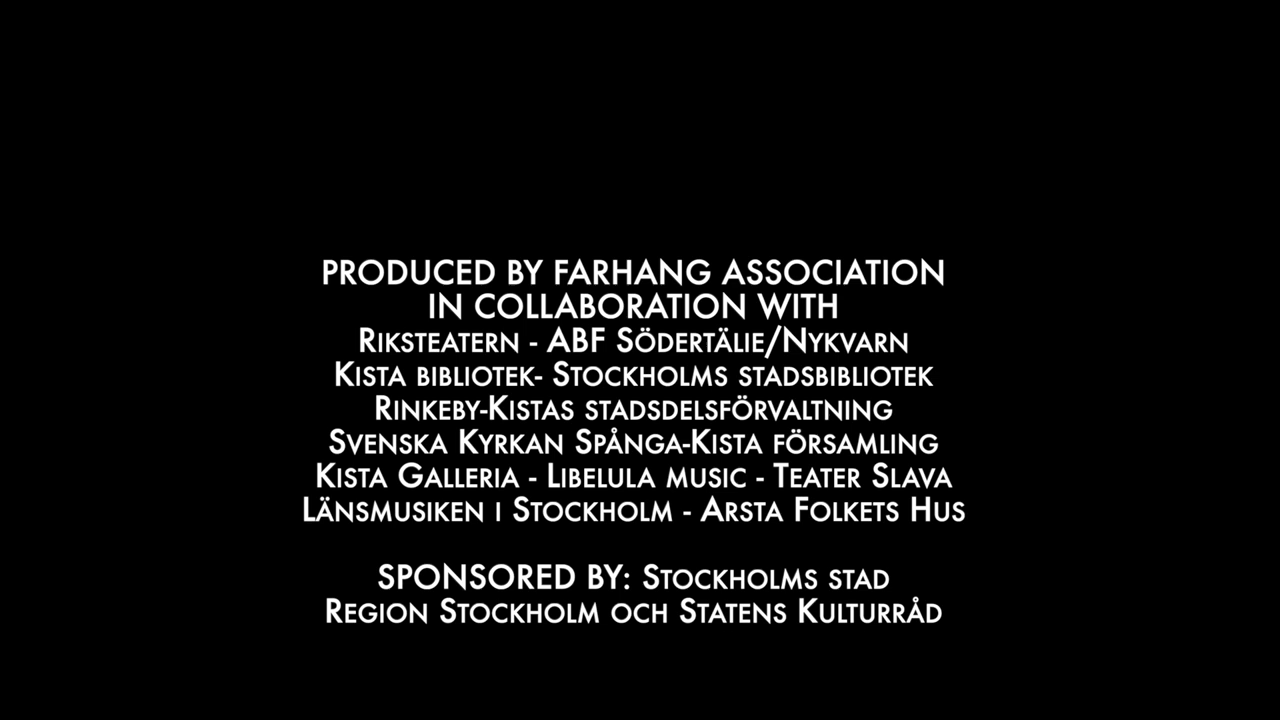 PRODUCED BY FARHANG ASSOCIATION
IN COLLABORATION WITH
RIKSTEATERN - ABF SÖDERTÄLIE/NYKVARN
KISTA BIBLIOTEK- STOCKHOLMS STADSBIBLIOTEK
RINKEBY-KISTAS STADSDELSFÖRVALTNING
SVENSKA KYRKAN SPÅNGA-KISTA FÖRSAMLING
KISTA GALLERIA - LIBELULA MUSIC - TEATER SLAVA
LÄNSMUSIKEN I STOCKHOLM - ARSTA FOLKETS HUS
SPONSORED BY: STOCKHOLMS STAD
REGION STOCKHOLM OCH STATENS KULTURRÅD